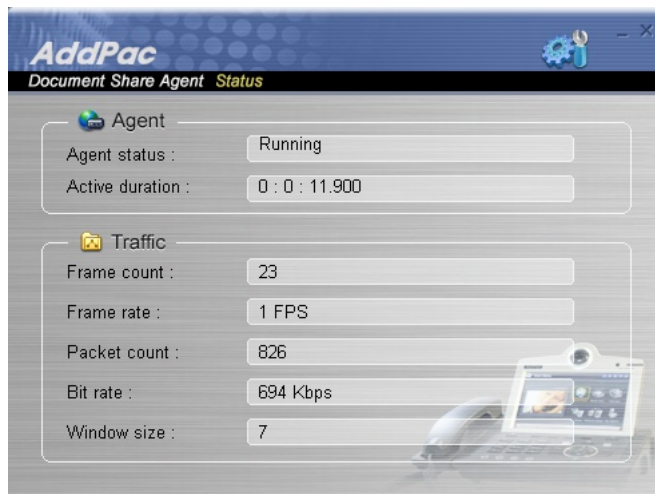 AddPac
Document Share Agent Status
Agent
Agent status : Running
Active duration : 0 : 0 : 11.900
Traffic
Frame count : 23
Frame rate : 1 FPS
Packet count : 826
Bit rate : 694 Kbps
Window size : 7